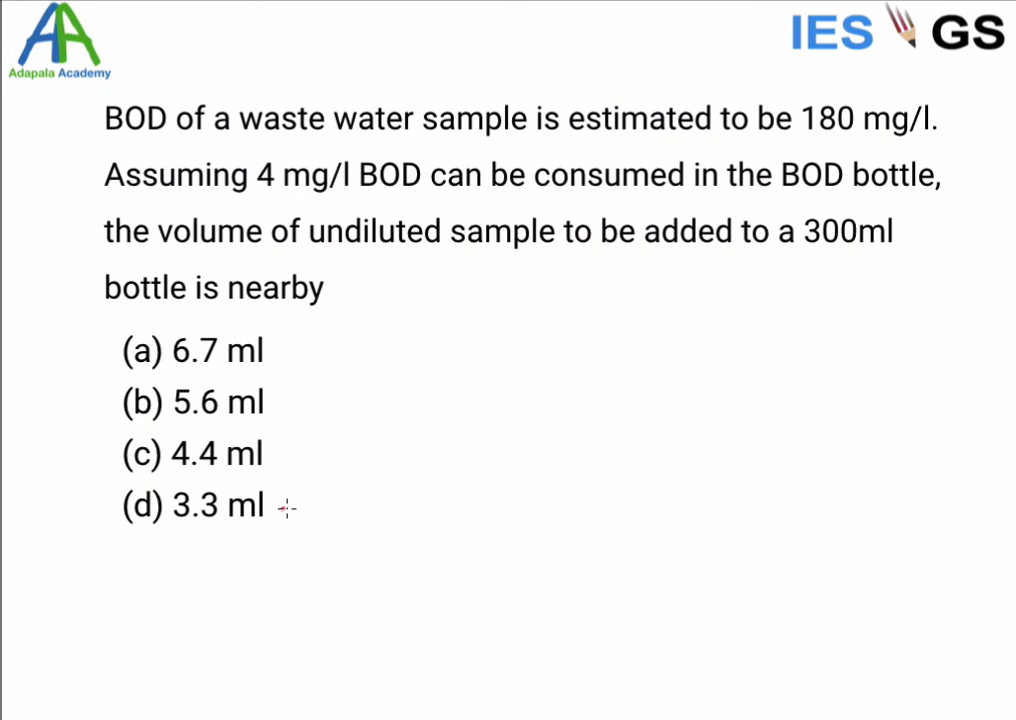 Adapala Academy
IES GS
BOD of a waste water sample is estimated to be 180 mg/l.
Assuming 4 mg/l BOD can be consumed in the BOD bottle,
the volume of undiluted sample to be added to a 300ml
bottle is nearby
(a) 6.7 ml
(b) 5.6 ml
(c) 4.4 ml
(d) 3.3 ml